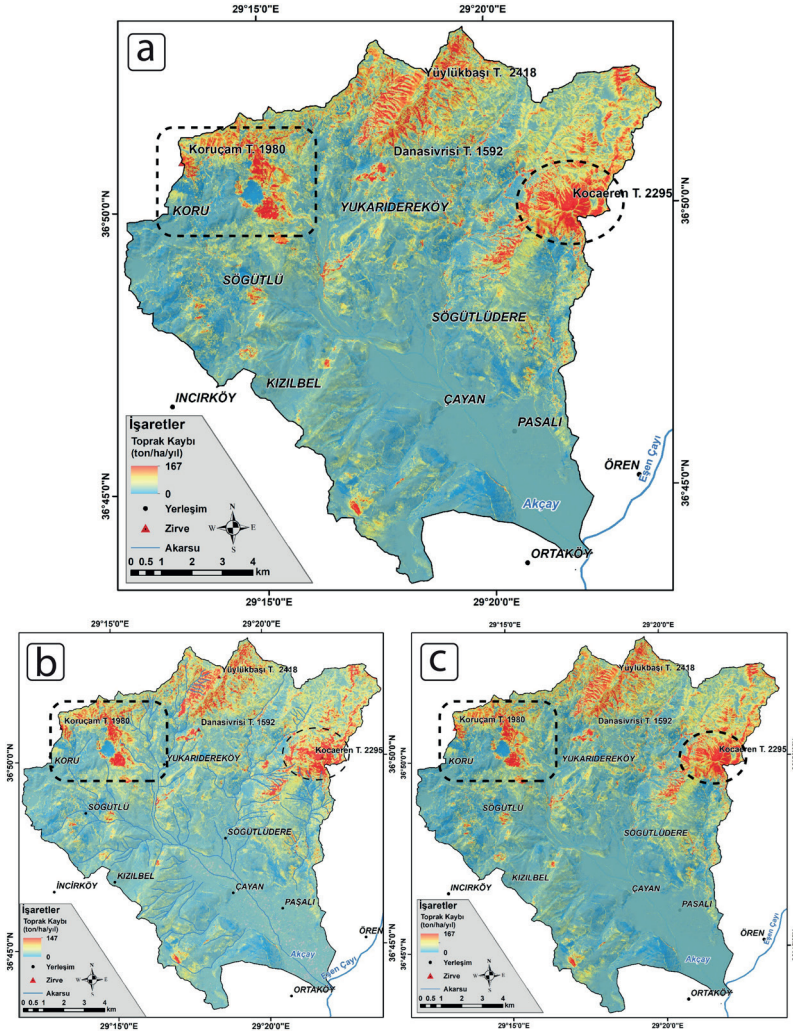 29°15'0"E 29°20'0"E
a
Yüylükbaşı T. 2418
Koruçam T. 1980
Danasivrisi T. 1592
Kocaeren T. 2295
KORU
YUKARIDEREKÖY
36°50'0"N
36°50'0"N
SÖGÜTLÜ
SÖGÜTLÜDERE
KIZILBEL
INCIRKÖY
ÇAYAN
PASALI
İşaretler
Toprak Kaybı
(ton/ha/yıl)
167
0
Yerleşim
Zirve
Akarsu
N
W E
S
0 0.5 1 2 3 4
km
ÖREN
Eşen Çayı
36°45'0"N
36°45'0"N
Akçay
ORTAKÖY
29°15'0"E 29°20'0"E
29°15'0"E 29°20'0"E
b
Yüylükbaşı T. 2418
Koruçam T. 1980
Danasivrisi T. 1592
Kocaeren T. 2295
KORU
YUKARIDEREKÖY
36°50'0"N
36°50'0"N
SÖGÜTLÜ
SÖGÜTLÜDERE
KIZILBEL
İNCİRKÖY
ÇAYAN
PAŞALI
İşaretler
Toprak Kaybı
(ton/ha/yıl)
147
0
Yerleşim
Zirve
Akarsu
N
W E
S
0 0.5 1 2 3 4
km
ÖREN
36°45'0"N
36°45'0"N
Akçay
Eşen Çayı
ORTAKÖY
29°15'0"E 29°20'0"E
29°15'0"E 29°20'0"E
c
Yüylükbaşı T. 2418
Koruçam T. 1980
Danasivrisi T. 1592
Kocaeren T. 2295
KORU
YUKARIDEREKÖY
SÖGÜTLÜ
SÖGÜTLÜDERE
KIZILBEL
INCIRKÖY
ÇAYAN
PASALI
İşaretler
Toprak Kaybı
(ton/ha/yıl)
167
0
Yerleşim
Zirve
Akarsu
N
W E
S
0 0.5 1 2 3 4
km
ÖREN
Eşen Çayı
Akçay
ORTAKÖY
29°15'0"E 29°20'0"E